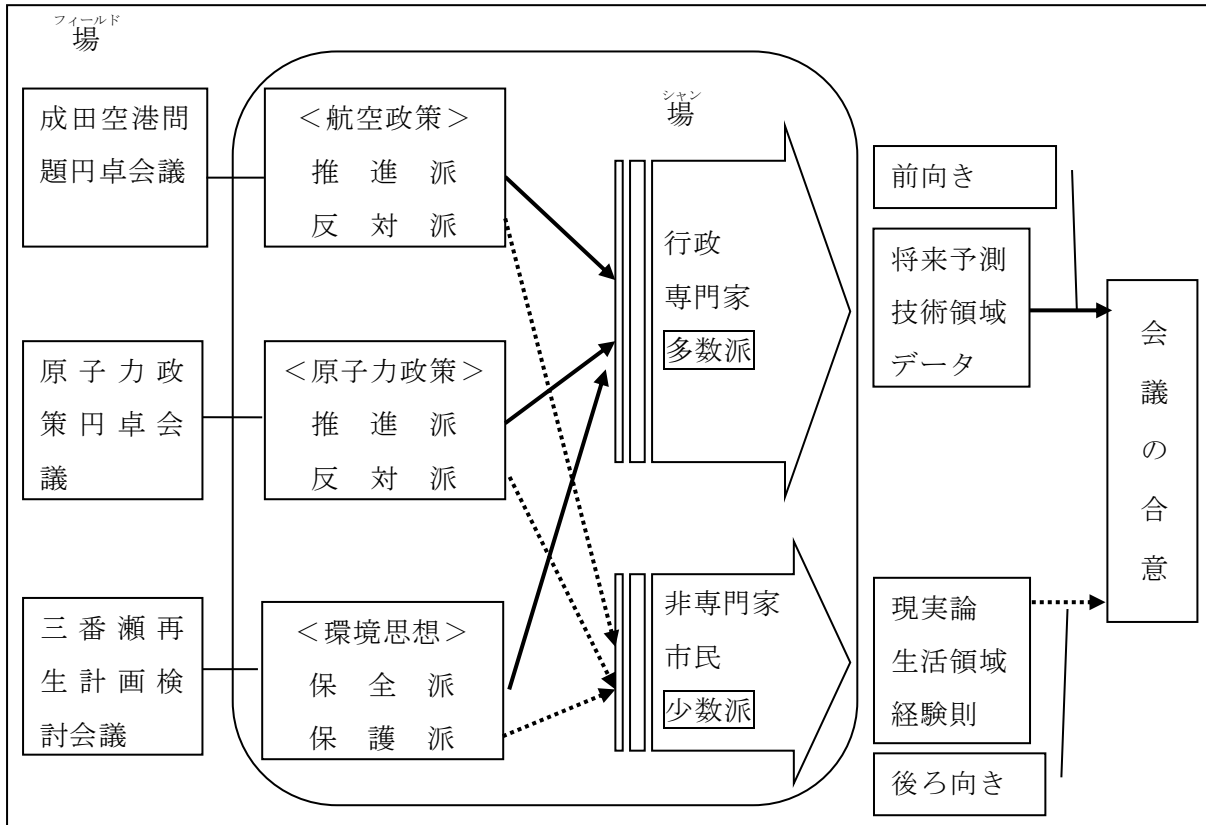 フィールド
場
成田空港問
題円卓会議
<航空政策>
推進派
反対派
原子力政
策円卓会
議
<原子力政策>
推進派
反対派
三番瀬再
生計画検
討会議
<環境思想>
保全派
保護派
シャン
場
行政
専門家
多数派
非専門家
市民
少数派
前向き
将来予測
技術領域
データ
現実論
生活領域
経験則
後ろ向き
会議の合意